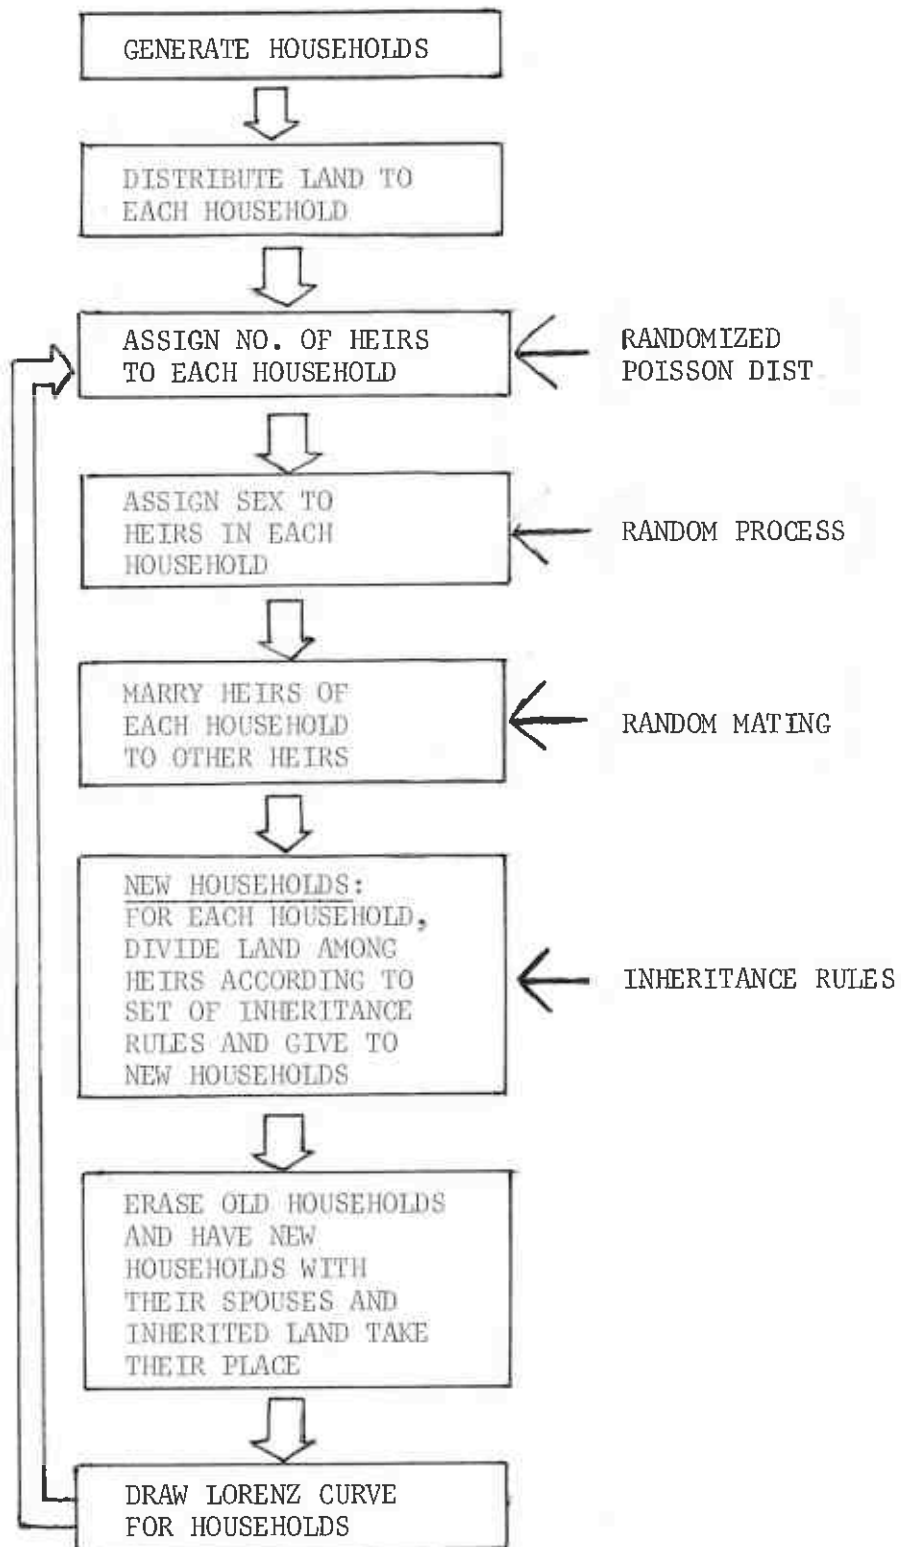 GENERATE HOUSEHOLDS
DISTRIBUTE LAND TO
EACH HOUSEHOLD
ASSIGN NO. OF HEIRS
TO EACH HOUSEHOLD
RANDOMIZED
POISSON DIST
ASSIGN SEX TO
HEIRS IN EACH
HOUSEHOLD
RANDOM PROCESS
MARRY HEIRS OF
EACH HOUSEHOLD
TO OTHER HEIRS
RANDOM MATING
NEW HOUSEHOLDS:
FOR EACH HOUSEHOLD,
DIVIDE LAND AMONG
HEIRS ACCORDING TO
SET OF INHERITANCE
RULES AND GIVE TO
NEW HOUSEHOLDS
INHERITANCE RULES
ERASE OLD HOUSEHOLDS
AND HAVE NEW
HOUSEHOLDS WITH
THEIR SPOUSES AND
INHERITED LAND TAKE
THEIR PLACE
DRAW LORENZ CURVE
FOR HOUSEHOLDS